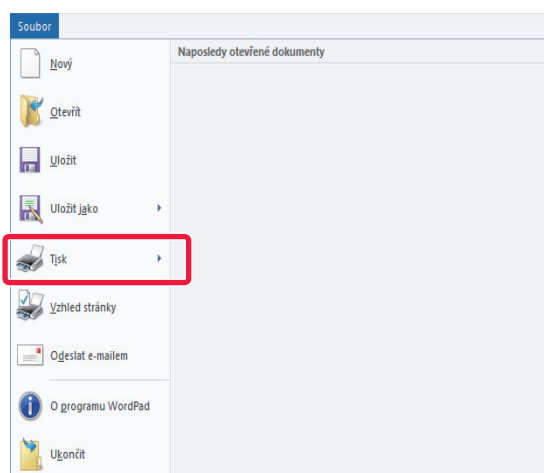 Soubor
Naposledy otevřené dokumenty
Nový
Otevřít
Uložit
Uložit jako
Tisk
Vzhled stránky
Odeslat e-mailem
O programu WordPad
Ukončit